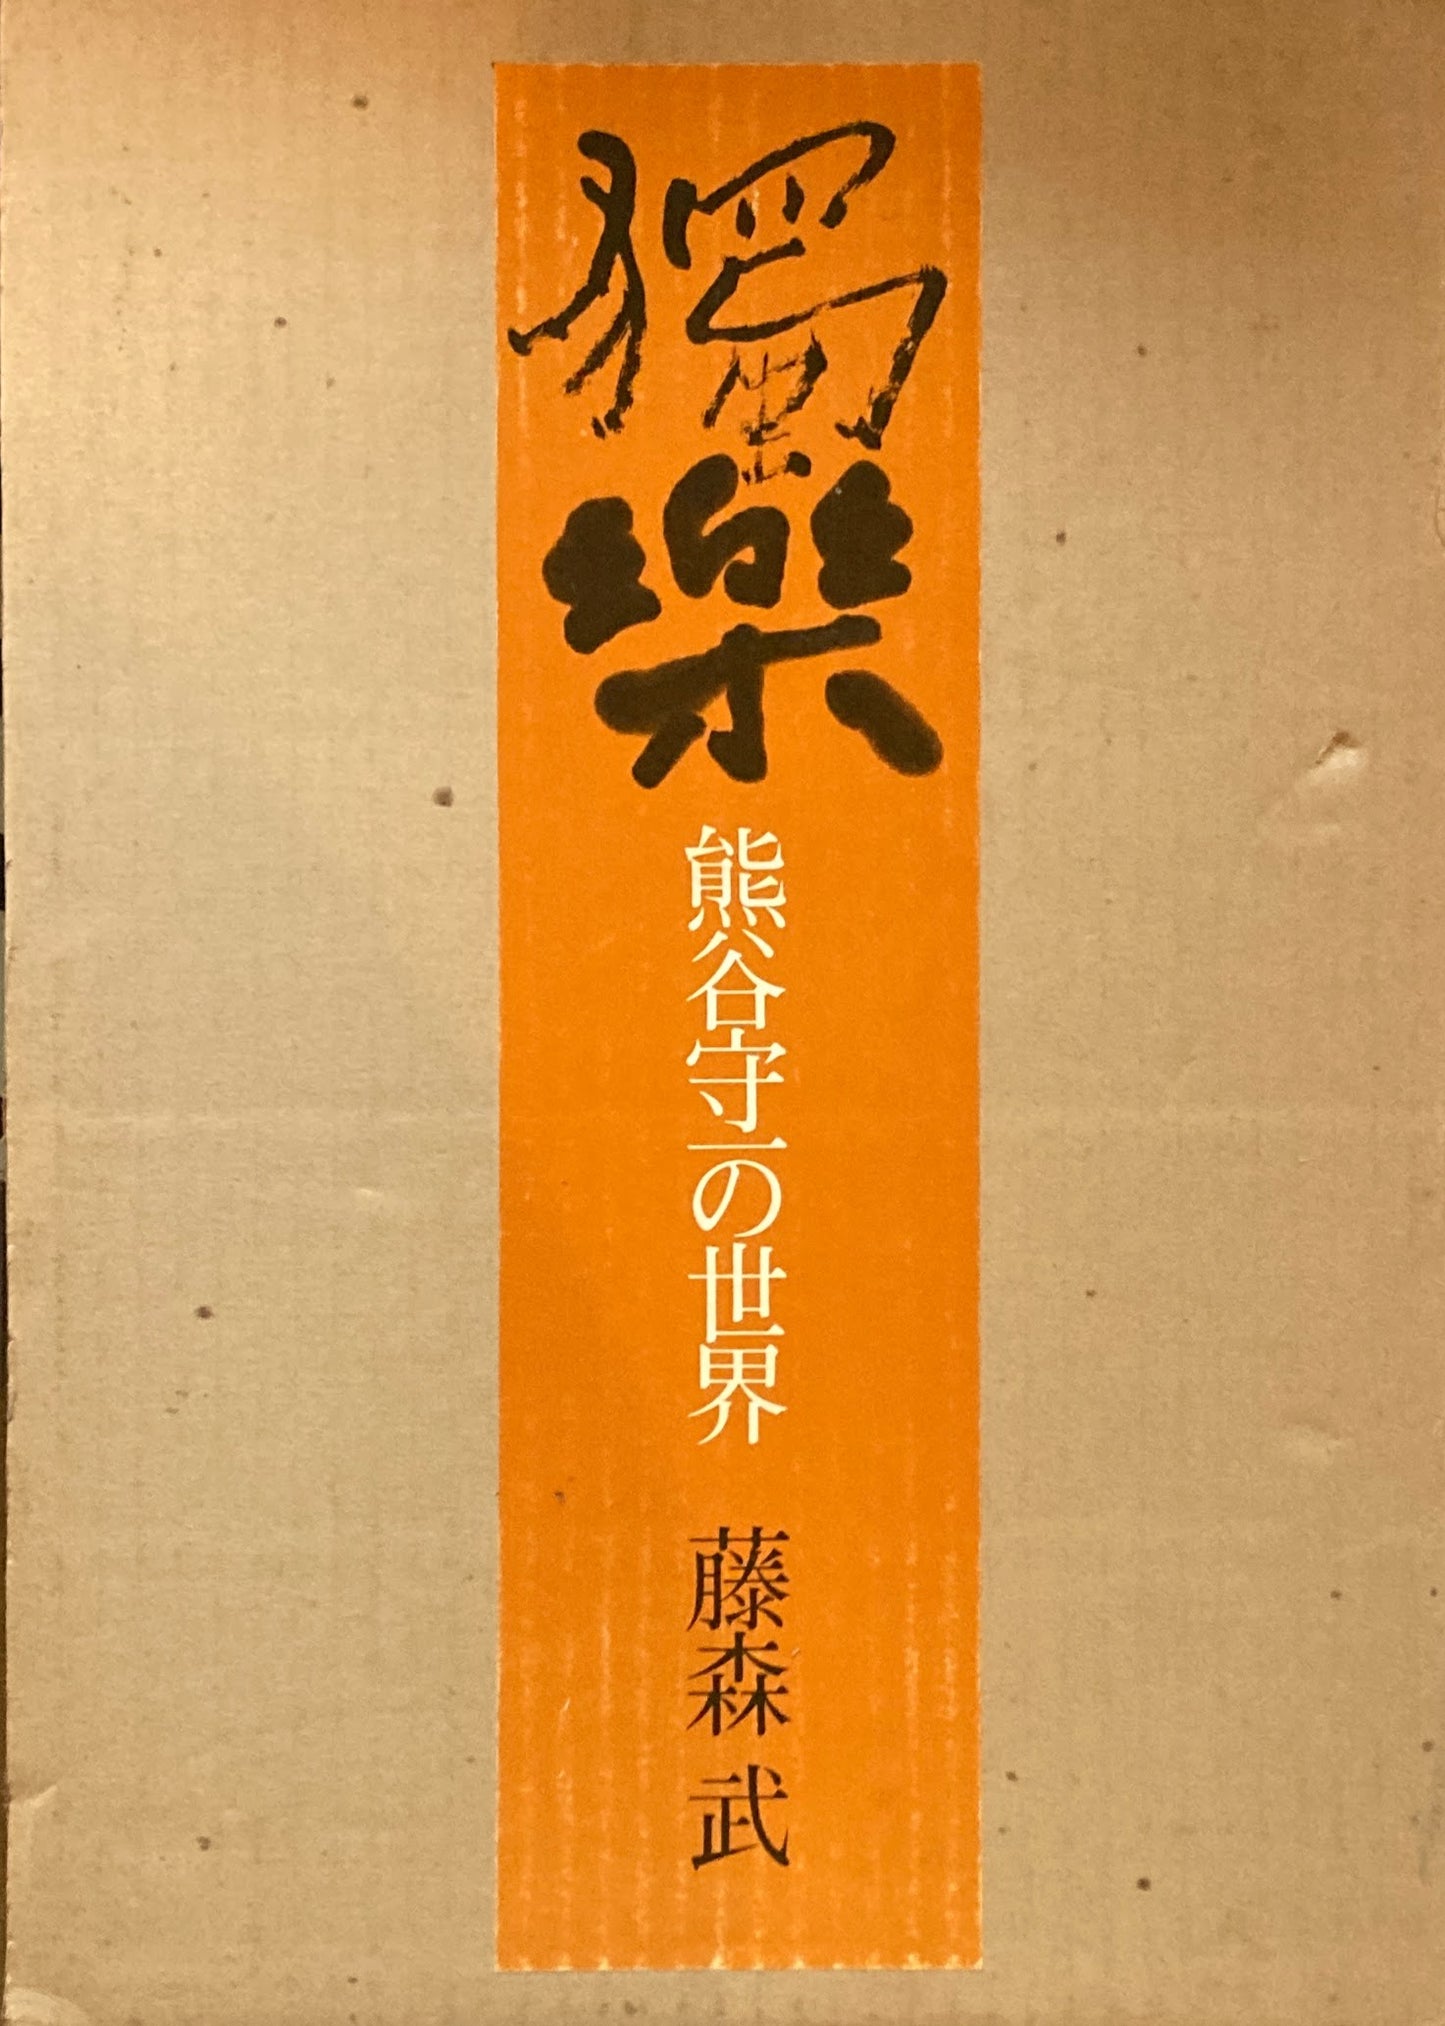 獨樂
熊谷守一の世界
藤森 武